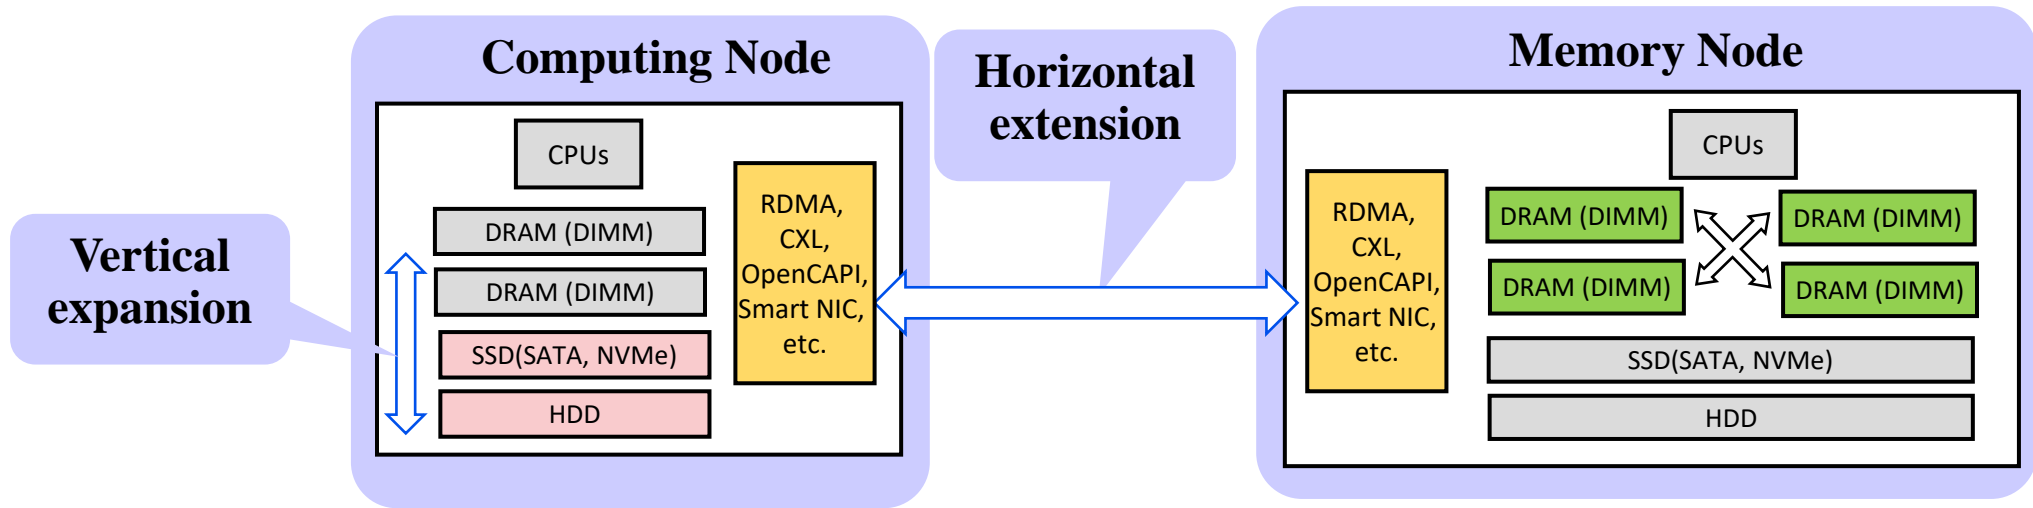 Vertical
expansion
Computing Node
CPUs
DRAM (DIMM)
DRAM (DIMM)
SSD(SATA, NVMe)
HDD
RDMA,
CXL,
OpenCAPI,
Smart NIC,
etc.
Horizontal
extension
Memory Node
RDMA,
CXL,
OpenCAPI,
Smart NIC,
etc.
CPUs
DRAM (DIMM)
DRAM (DIMM)
DRAM (DIMM)
DRAM (DIMM)
SSD(SATA, NVMe)
HDD